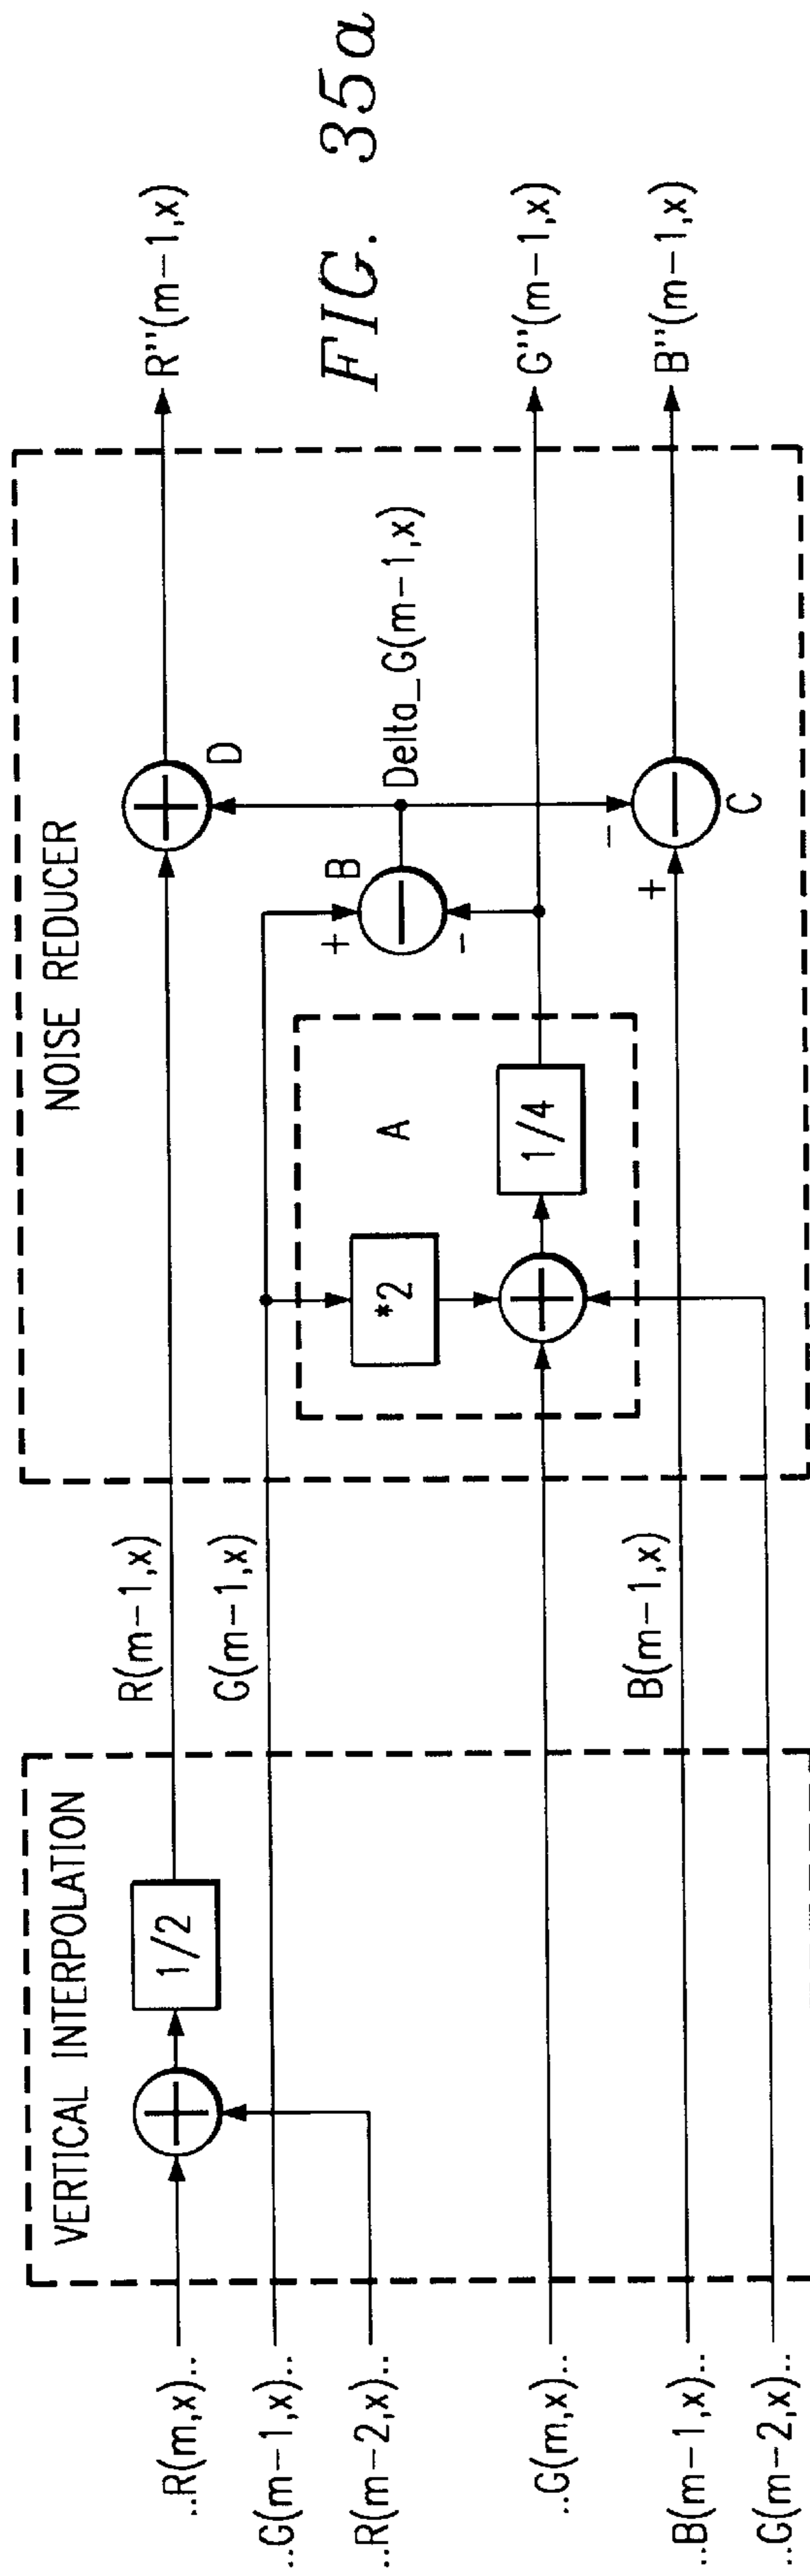 FIG. 35a
VERTICAL INTERPOLATION
NOISE REDUCER
..R(m,x)..
..G(m-1,x)..
..R(m-2,x)..
..G(m,x)..
..B(m-1,x)..
..G(m-2,x)..
1/2
R(m-1,x)
G(m-1,x)
B(m-1,x)
*2
A
1/4
+
B
-
Delta_G(m-1,x)
D
+
-
C
R''(m-1,x)
G''(m-1,x)
B''(m-1,x)